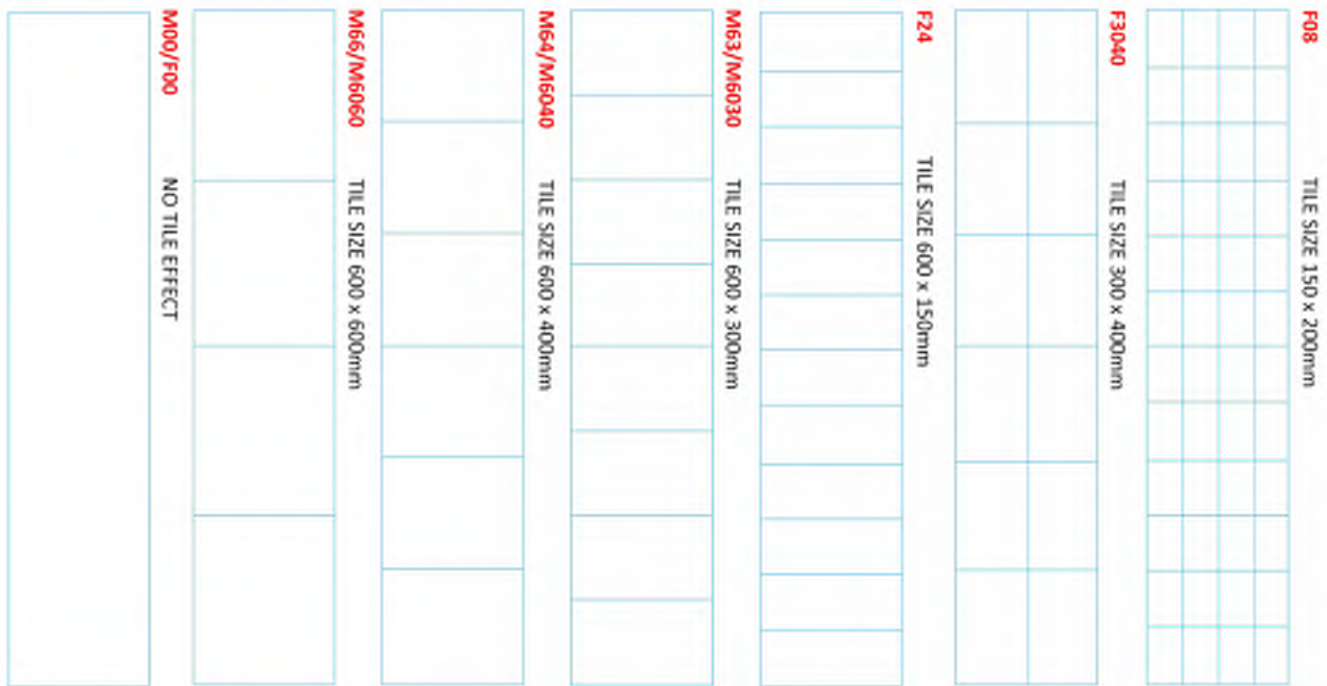 M00/F00 NO TILE EFFECT
M66/M6060 TILE SIZE 600 x 600mm
M64/M6040 TILE SIZE 600 x 400mm
M63/M6030 TILE SIZE 600 x 300mm
F24 TILE SIZE 600 x 150mm
F3040 TILE SIZE 300 x 400mm
F08 TILE SIZE 150 x 200mm